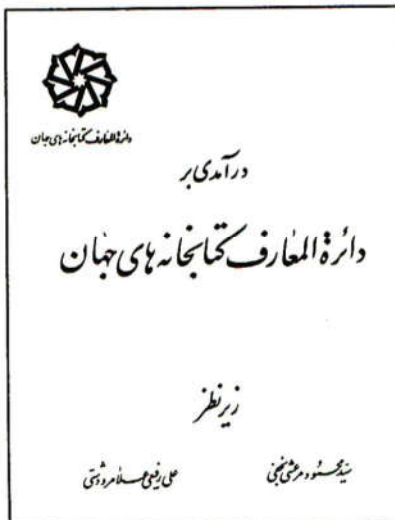 دائرة المعارف کتابخانه های جهان
درآمدی بر
دائرة المعارف کتابخانه های جهان
زیر نظر
سید محمود مرعشی نجفی
علی رفیعی علامرودشتی